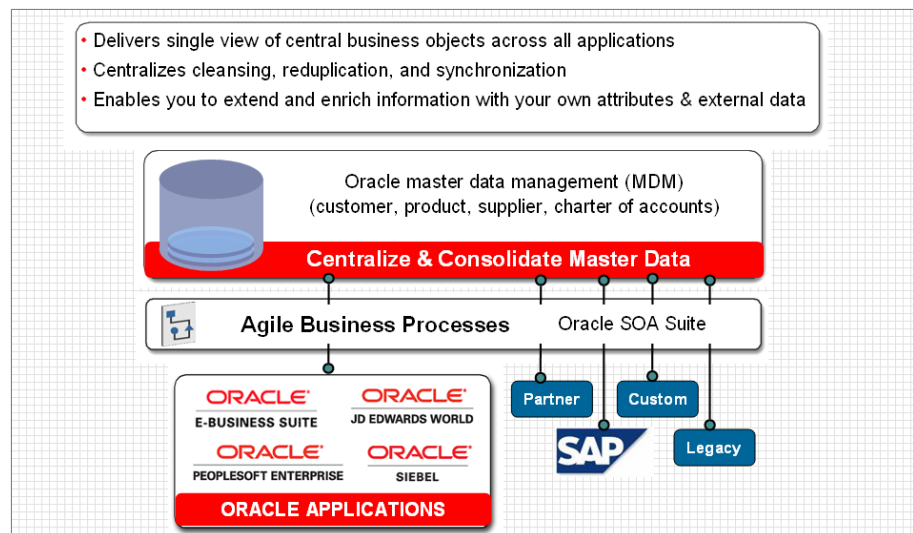 • Delivers single view of central business objects across all applications
• Centralizes cleansing, reduplication, and synchronization
• Enables you to extend and enrich information with your own attributes & external data
Oracle master data management (MDM)
(customer, product, supplier, charter of accounts)
Centralize & Consolidate Master Data
Agile Business Processes
Oracle SOA Suite
ORACLE®
E-BUSINESS SUITE
ORACLE®
JD EDWARDS WORLD
ORACLE®
PEOPLESOFT ENTERPRISE
ORACLE®
SIEBEL
ORACLE APPLICATIONS
Partner
Custom
SAP
Legacy